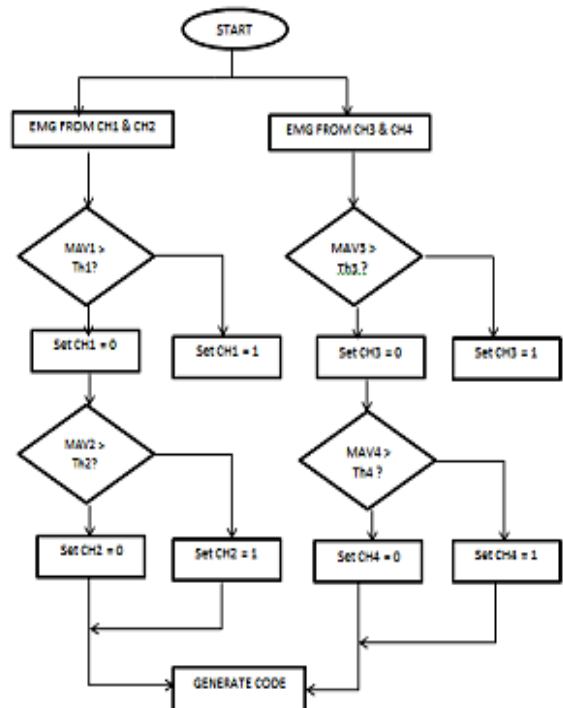 START
EMG FROM CH1 & CH2
EMG FROM CH3 & CH4
MAV1 >
Th1?
MAV3 >
Th3.?
Set CH1 = 0
Set CH1 = 1
Set CH3 = 0
Set CH3 = 1
MAV2 >
Th2?
MAV4 >
Th4 ?
Set CH2 = 0
Set CH2 = 1
Set CH4 = 0
Set CH4 = 1
GENERATE CODE